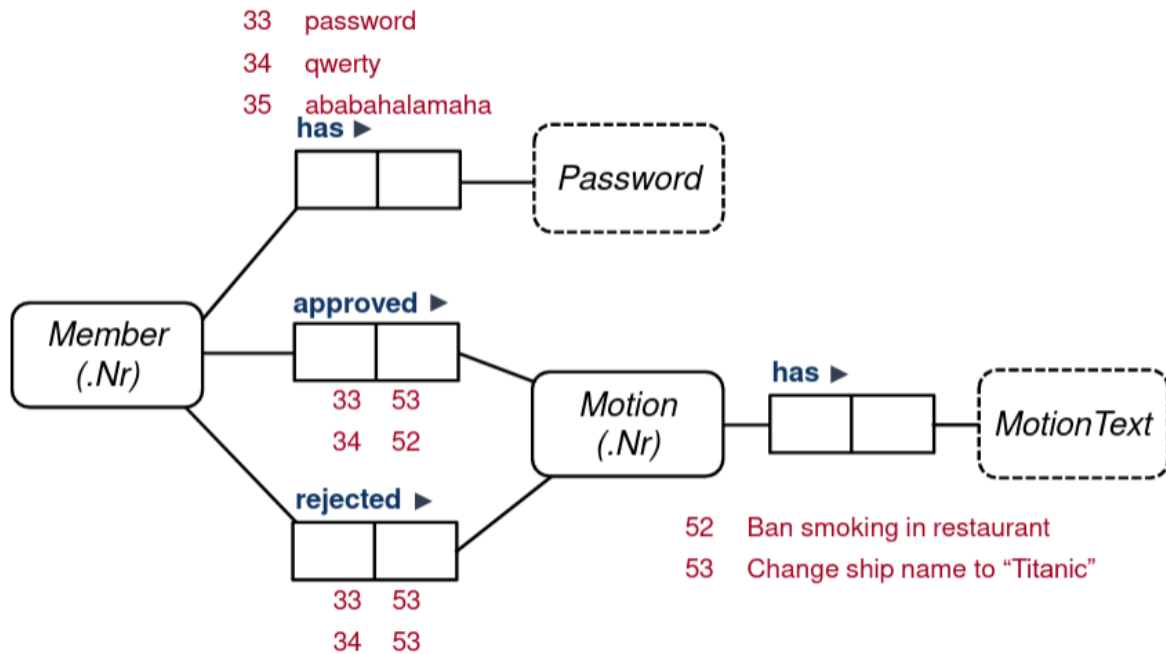 33 password
34 qwerty
35 ababahalamaha
has ►
Password
approved ►
Member
(.Nr)
33 53
34 52
has ►
Motion
(.Nr)
MotionText
rejected ►
52 Ban smoking in restaurant
53 Change ship name to “Titanic”
33 53
34 53